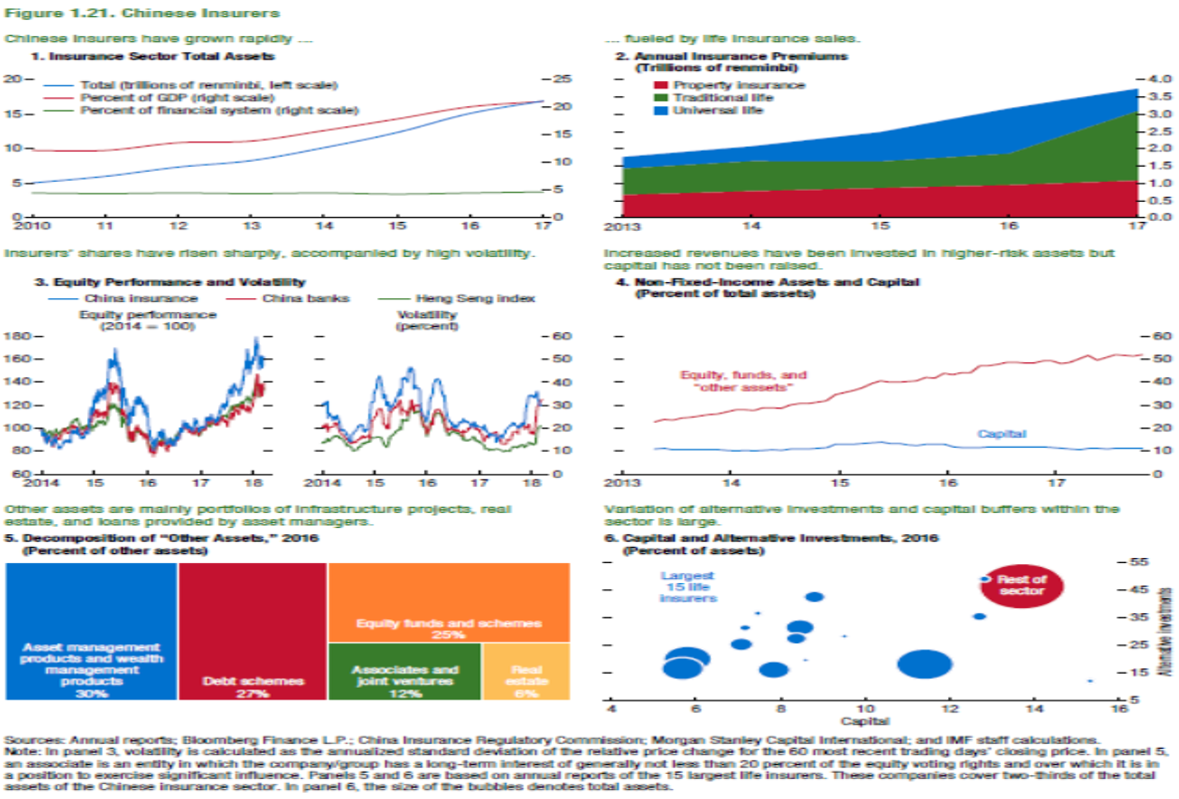 Figure 1.21. Chinese Insurers
Chinese insurers have grown rapidly ...
1. Insurance Sector Total Assets
20
15
10
5
0
Total (trillions of renminbi, left scale)
Percent of GDP (right scale)
Percent of financial system (right scale)
25
20
15
10
5
0
2010 11 12 13 14 15 16 17
... fueled by life insurance sales.
2. Annual Insurance Premiums
(Trillions of renminbi)
Property insurance
Traditional life
Universal life
4.0
3.5
3.0
2.5
2.0
1.5
1.0
0.5
0.0
2013 14 15 16 17
Insurers' shares have risen sharply, accompanied by high volatility.
3. Equity Performance and Volatility
China insurance China banks Heng Seng index
Equity performance
(2014 = 100)
180
160
140
120
100
80
60
2014 15 16 17 18
Volatility
(percent)
60
50
40
30
20
10
0
2014 15 16 17 18
Increased revenues have been invested in higher-risk assets but
capital has not been raised.
4. Non-Fixed-Income Assets and Capital
(Percent of total assets)
Equity, funds, and
"other assets"
Capital
60
50
40
30
20
10
0
2013 14 15 16 17
Other assets are mainly portfolios of infrastructure projects, real
estate, and loans provided by asset managers.
5. Decomposition of "Other Assets," 2016
(Percent of other assets)
Asset management
products and wealth
management
products
30%
Debt schemes
27%
Equity funds and schemes
25%
Associates and
joint ventures
12%
Real
estate
6%
Variation of alternative investments and capital buffers within the
sector is large.
6. Capital and Alternative Investments, 2016
(Percent of assets)
Largest
15 life
insurers
Rest of
sector
55
45
35
25
15
5
Alternative investments
4 6 8 10 12 14 16
Capital
Sources: Annual reports; Bloomberg Finance L.P.; China Insurance Regulatory Commission; Morgan Stanley Capital International; and IMF staff calculations.
Note: In panel 3, volatility is calculated as the annualized standard deviation of the relative price change for the 60 most recent trading days' closing price. In panel 5,
an associate is an entity in which the company/group has a long-term interest of generally not less than 20 percent of the equity voting rights and over which it is in
a position to exercise significant influence. Panels 5 and 6 are based on annual reports of the 15 largest life insurers. These companies cover two-thirds of the total
assets of the Chinese insurance sector. In panel 6, the size of the bubbles denotes total assets.